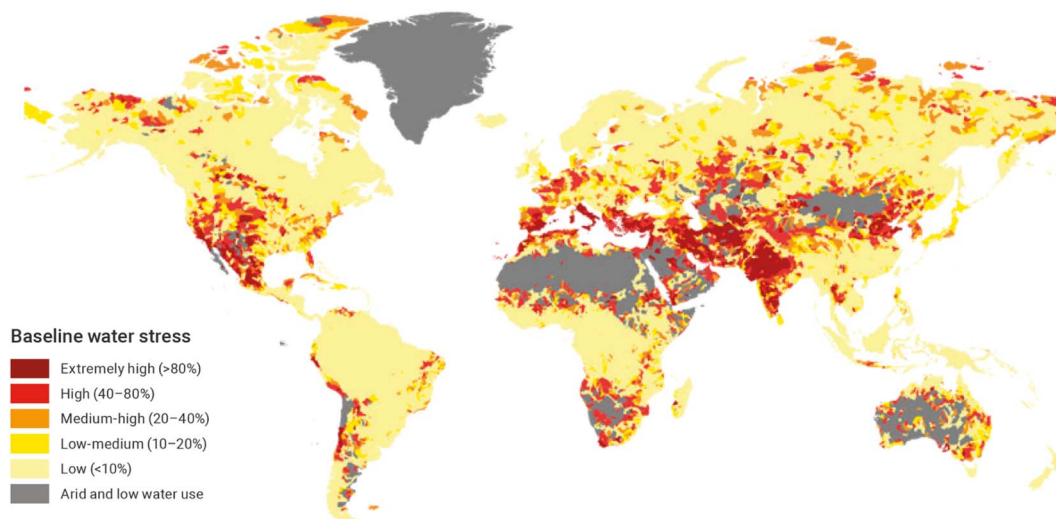 Baseline water stress
Extremely high (>80%)
High (40–80%)
Medium-high (20–40%)
Low-medium (10–20%)
Low (<10%)
Arid and low water use